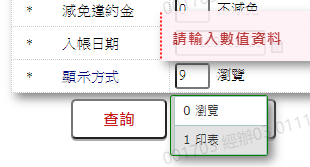 * 減免違約金 0 不減免
請輸入數值資料
* 入帳日期
* 顯示方式 9 瀏覽
查詢
0 瀏覽
1 印表